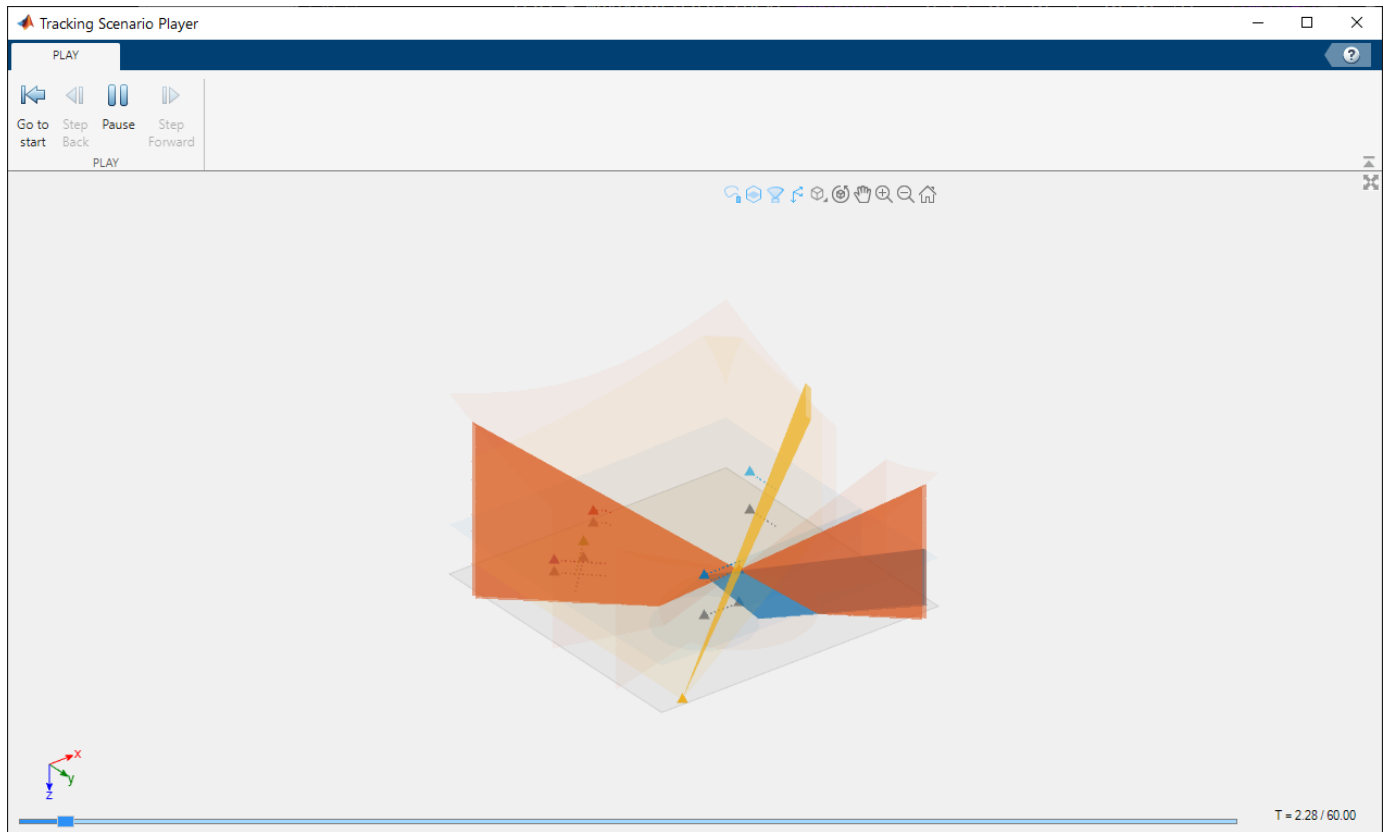 Tracking Scenario Player
PLAY
?
Go to
start
Step
Back
Pause
Step
Forward
PLAY
x
y
z
T = 2.28 / 60.00